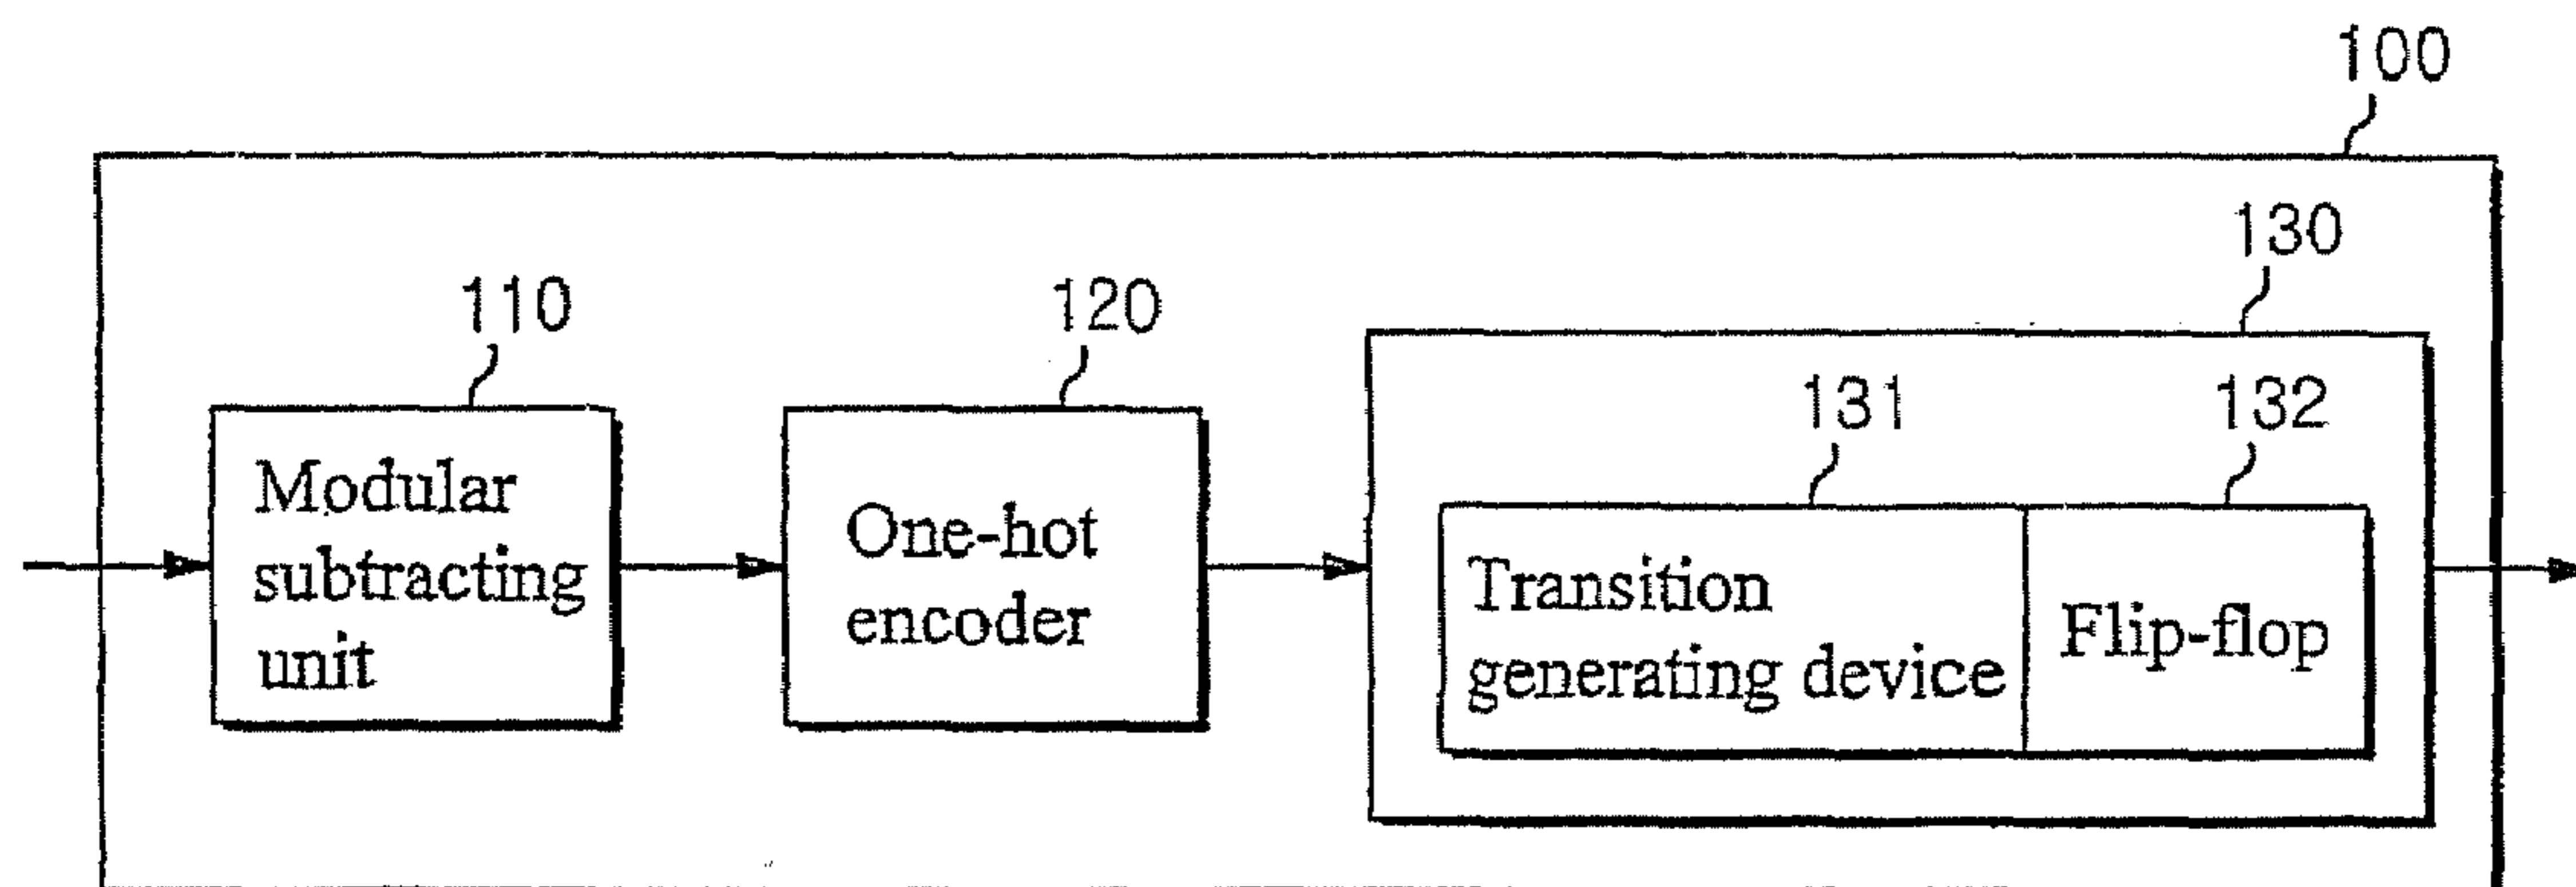 100
130
110
120
131
132
Modular
subtracting
unit
One-hot
encoder
Transition
generating device
Flip-flop